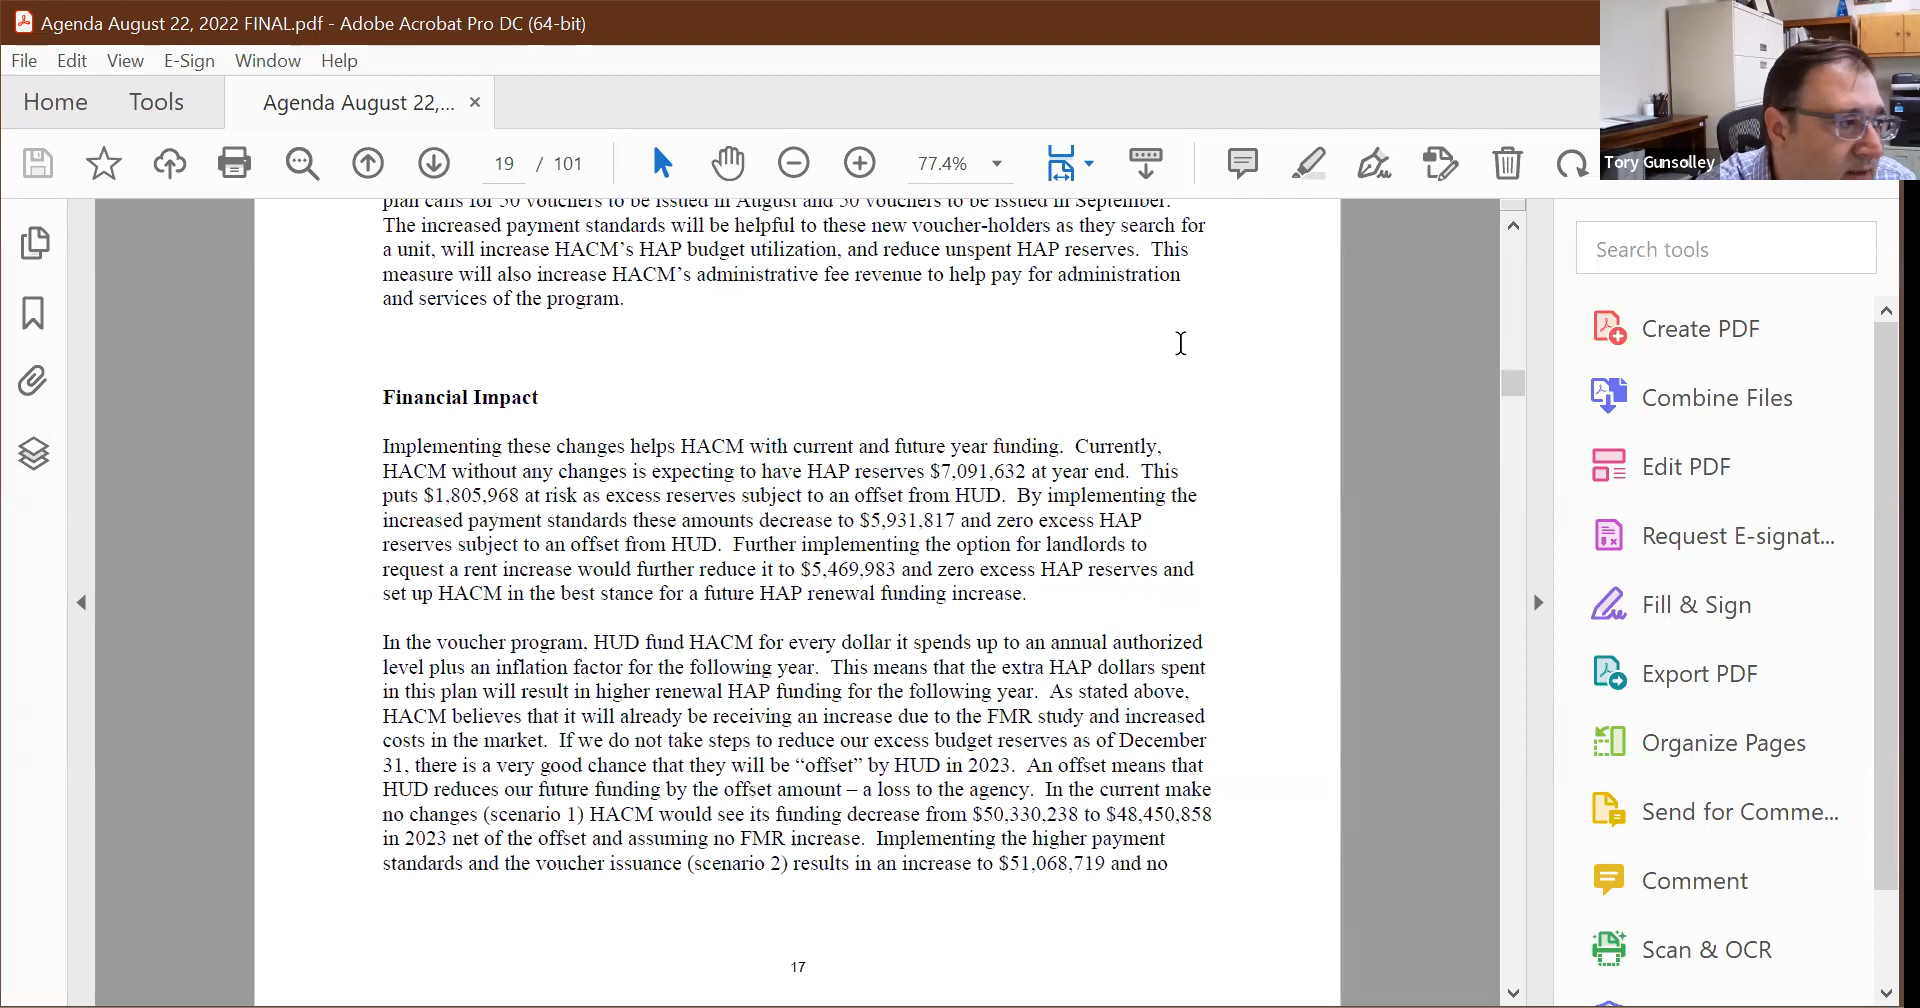 Agenda August 22, 2022 FINAL.pdf - Adobe Acrobat Pro DC (64-bit)
File Edit View E-Sign Window Help
Home Tools Agenda August 22,... ×
19 / 101 77.4%
Tory Gunsolley
plan calls for 50 vouchers to be issued in August and 50 vouchers to be issued in September.
The increased payment standards will be helpful to these new voucher-holders as they search for
a unit, will increase HACM's HAP budget utilization, and reduce unspent HAP reserves. This
measure will also increase HACM's administrative fee revenue to help pay for administration
and services of the program.
Financial Impact
Implementing these changes helps HACM with current and future year funding. Currently,
HACM without any changes is expecting to have HAP reserves $7,091,632 at year end. This
puts $1,805,968 at risk as excess reserves subject to an offset from HUD. By implementing the
increased payment standards these amounts decrease to $5,931,817 and zero excess HAP
reserves subject to an offset from HUD. Further implementing the option for landlords to
request a rent increase would further reduce it to $5,469,983 and zero excess HAP reserves and
set up HACM in the best stance for a future HAP renewal funding increase.
In the voucher program, HUD fund HACM for every dollar it spends up to an annual authorized
level plus an inflation factor for the following year. This means that the extra HAP dollars spent
in this plan will result in higher renewal HAP funding for the following year. As stated above,
HACM believes that it will already be receiving an increase due to the FMR study and increased
costs in the market. If we do not take steps to reduce our excess budget reserves as of December
31, there is a very good chance that they will be “offset” by HUD in 2023. An offset means that
HUD reduces our future funding by the offset amount – a loss to the agency. In the current make
no changes (scenario 1) HACM would see its funding decrease from $50,330,238 to $48,450,858
in 2023 net of the offset and assuming no FMR increase. Implementing the higher payment
standards and the voucher issuance (scenario 2) results in an increase to $51,068,719 and no
17
Search tools
Create PDF
Combine Files
Edit PDF
Request E-signat...
Fill & Sign
Export PDF
Organize Pages
Send for Comme...
Comment
Scan & OCR